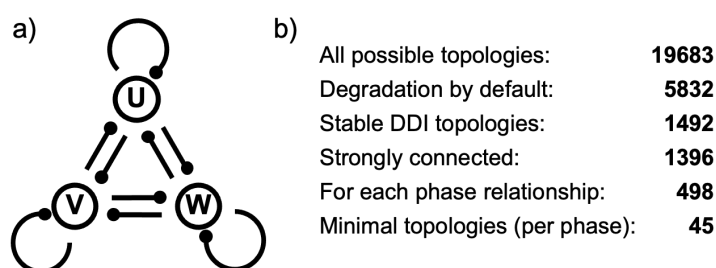 a)
U
V
W
b)
All possible topologies: 19683
Degradation by default: 5832
Stable DDI topologies: 1492
Strongly connected: 1396
For each phase relationship: 498
Minimal topologies (per phase): 45